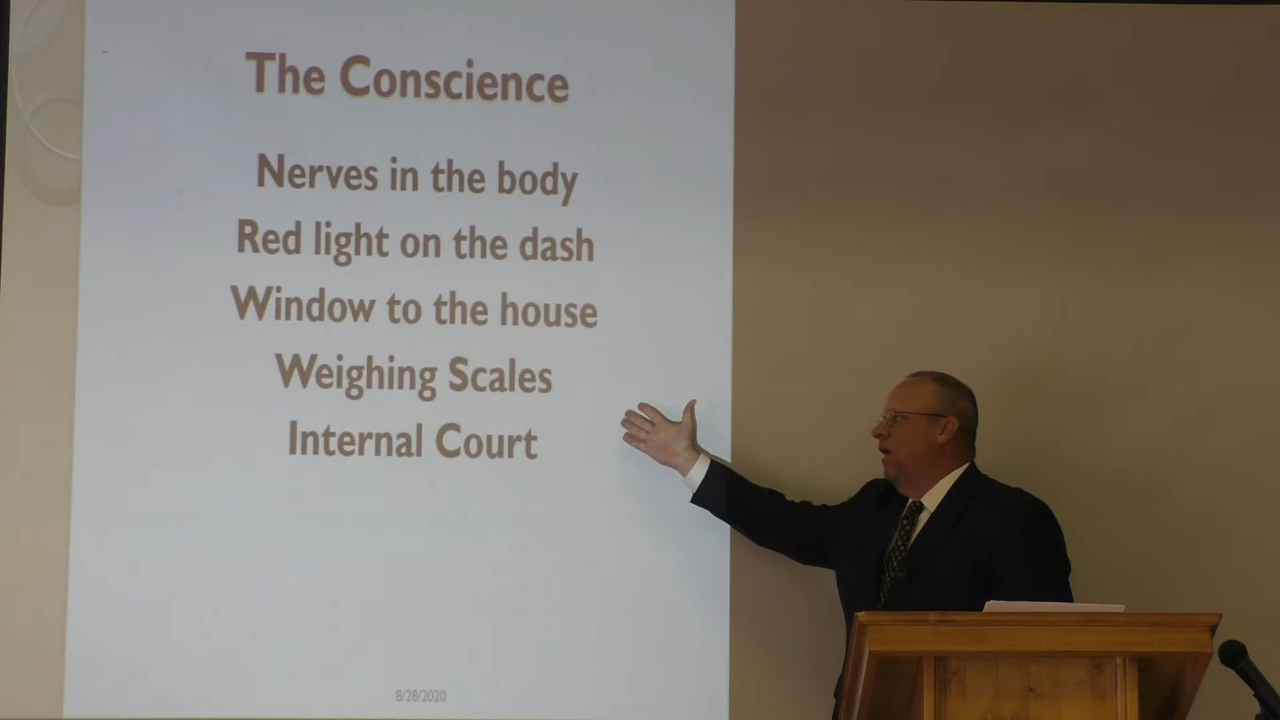 The Conscience
Nerves in the body
Red light on the dash
Window to the house
Weighing Scales
Internal Court
8/28/2020